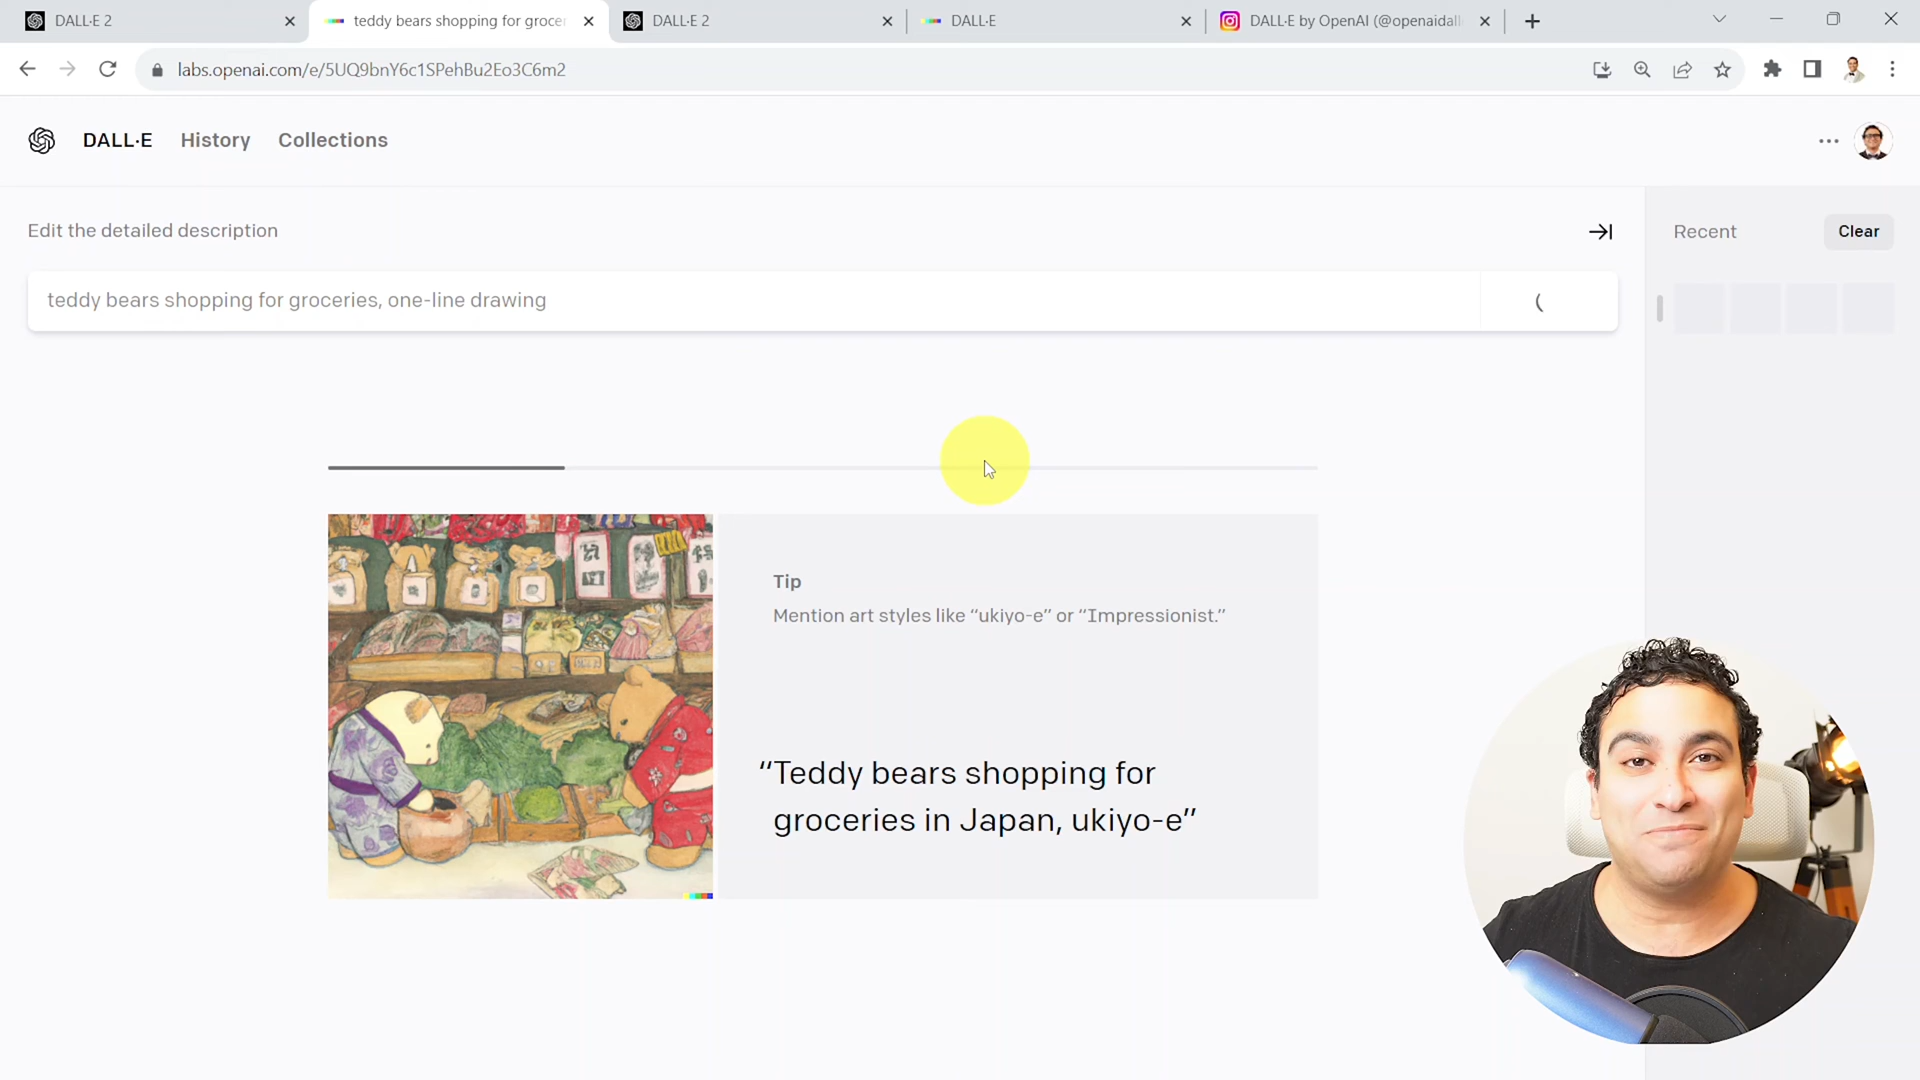 DALL·E 2
teddy bears shopping for groce
DALL·E 2
DALL·E
DALL·E by OpenAI (@openaidall
labs.openai.com/e/5UQ9bnY6c1SPehBu2Eo3C6m2
DALL·E History Collections
Edit the detailed description
Recent
Clear
teddy bears shopping for groceries, one-line drawing
Tip
Mention art styles like “ukiyo-e” or “Impressionist.”
“Teddy bears shopping for
groceries in Japan, ukiyo-e”